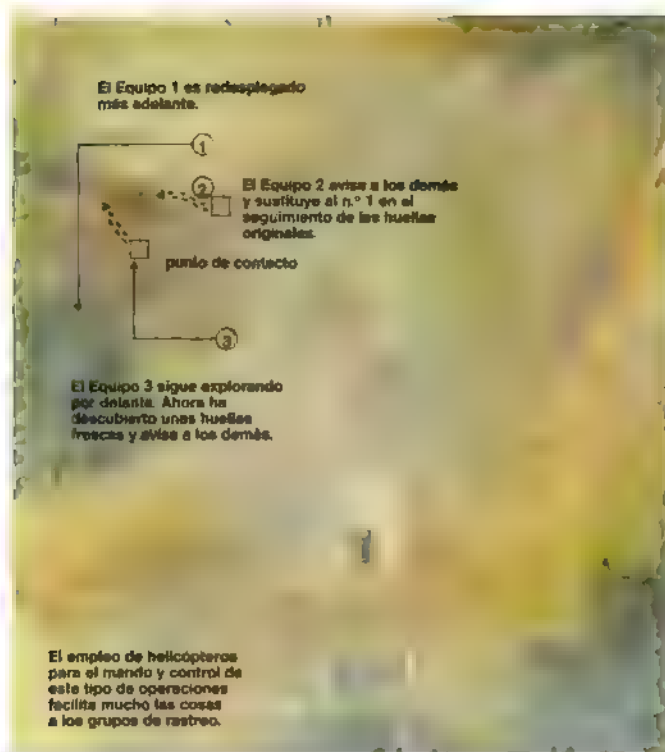 El Equipo 1 es redesplegado
más adelante.
1
2
El Equipo 2 avisa a los demás
y sustituye al n.º 1 en el
seguimiento de las huellas
originales.
punto de contacto
3
El Equipo 3 sigue explorando
por delante. Ahora ha
descubierto unas huellas
frescas y avisa a los demás.
El empleo de helicópteros
para el mando y control de
este tipo de operaciones
facilita mucho las cosas
a los grupos de rastreo.